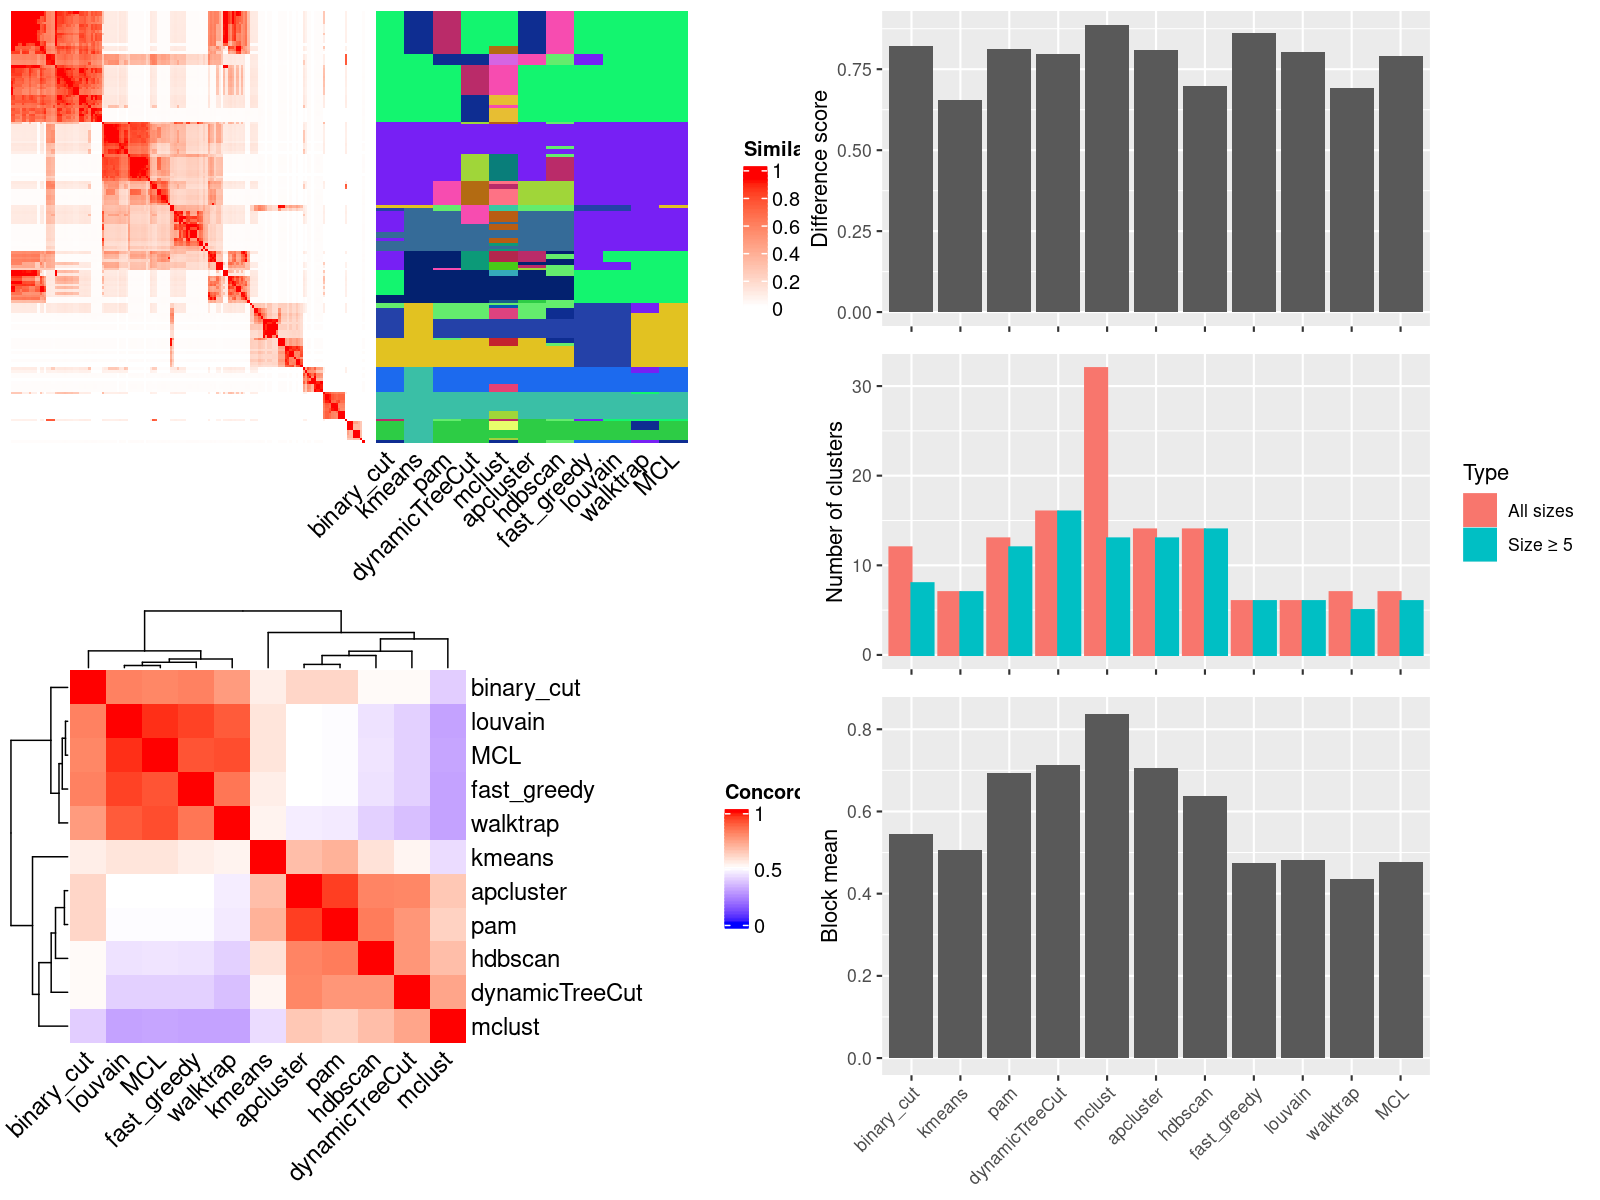 Simila
1
0.8
0.6
0.4
0.2
0
binary_cut
kmeans
pam
dynamicTreeCut
mclust
apcluster
hdbscan
fast_greedy
louvain
walktrap
MCL
binary_cut
louvain
MCL
fast_greedy
walktrap
kmeans
apcluster
pam
hdbscan
dynamicTreeCut
mclust
binary_cut
louvain
MCL
fast_greedy
walktrap
kmeans
apcluster
pam
hdbscan
dynamicTreeCut
mclust
Concord
1
0.5
0
Difference score
0.75
0.50
0.25
0.00
Number of clusters
30
20
10
0
Type
All sizes
Size ≥ 5
Block mean
0.8
0.6
0.4
0.2
0.0
binary_cut
kmeans
pam
dynamicTreeCut
mclust
apcluster
hdbscan
fast_greedy
louvain
walktrap
MCL